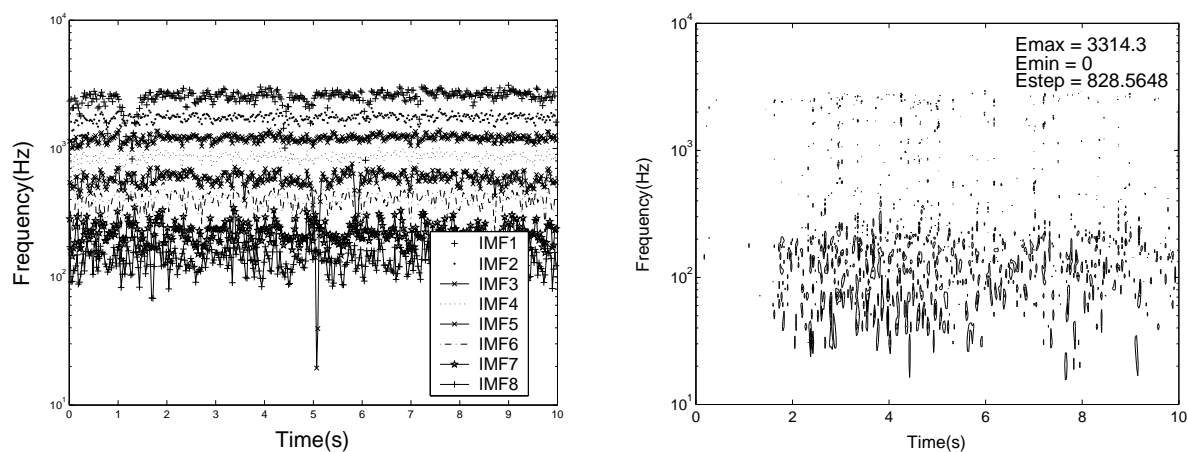 10^4
10^3
10^2
10^1
Frequency(Hz)
0 1 2 3 4 5 6 7 8 9 10
Time(s)
IMF1
IMF2
IMF3
IMF4
IMF5
IMF6
IMF7
IMF8
10^4
10^3
10^2
10^1
Frequency(Hz)
0 2 4 6 8 10
Time(s)
Emax = 3314.3
Emin = 0
Estep = 828.5648